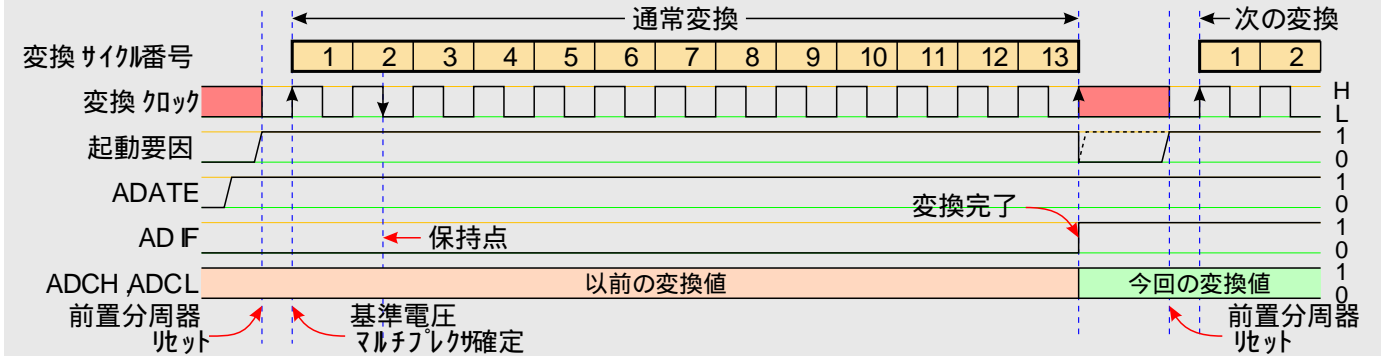 通常変換 次の変換
変換サイクル番号 1 2 3 4 5 6 7 8 9 10 11 12 13 1 2
変換クロック H
L
起動要因 1
0
ADATE 1
0
変換完了
ADIF 保持点 1
0
ADCH,ADCL 以前の変換値 今回の変換値 1
0
前置分周器 基準電圧 前置分周器
リセット マルチプレクサ確定 リセット